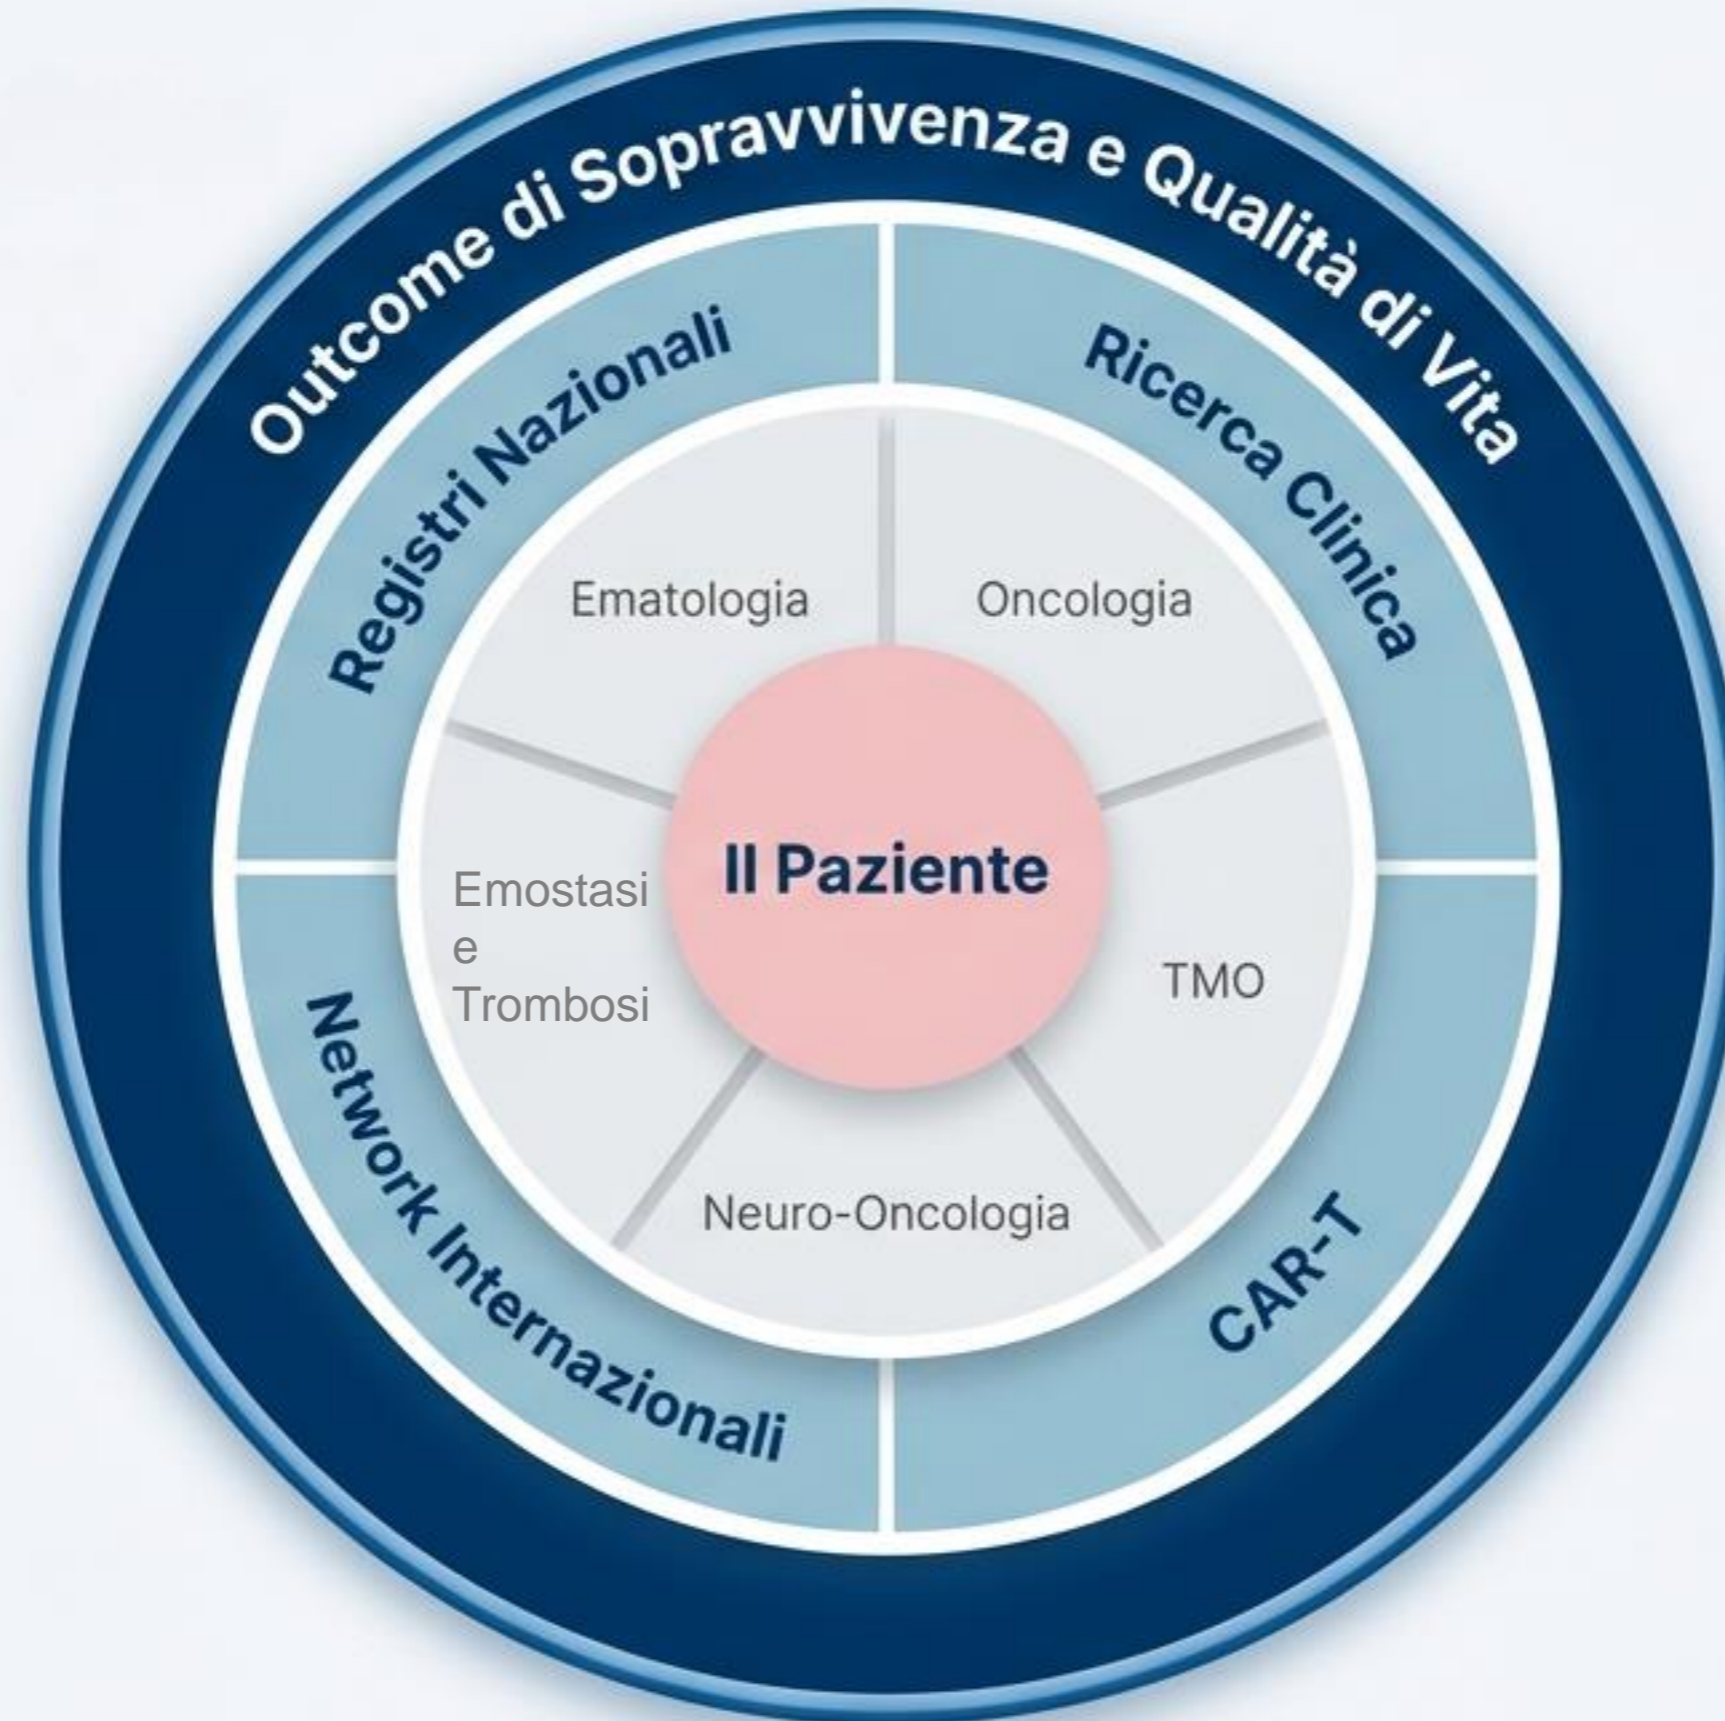 Outcome di Sopravvivenza e Qualità di Vita
Registri Nazionali
Ricerca Clinica
Ematologia
Oncologia
Il Paziente
Emostasi
e
Trombosi
TMO
Neuro-Oncologia
Network Internazionali
CAR-T